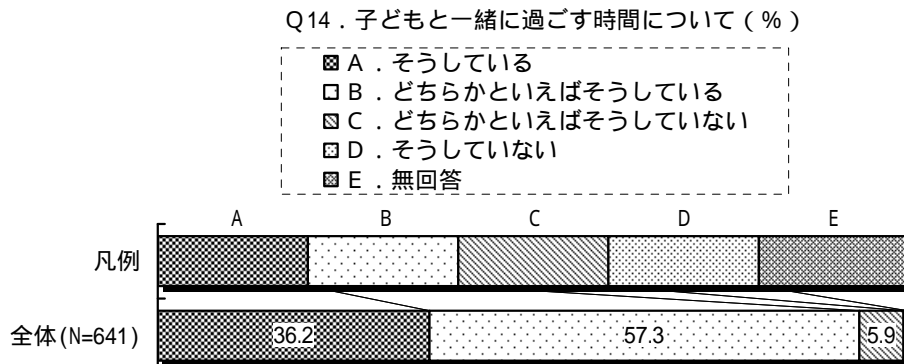 Q14．子どもと一緒に過ごす時間について(%)
A．そうしている
B．どちらかといえばそうしている
C．どちらかといえばそうしていない
D．そうしていない
E．無回答
A B C D E
凡例
全体(N=641) 36.2 57.3 5.9